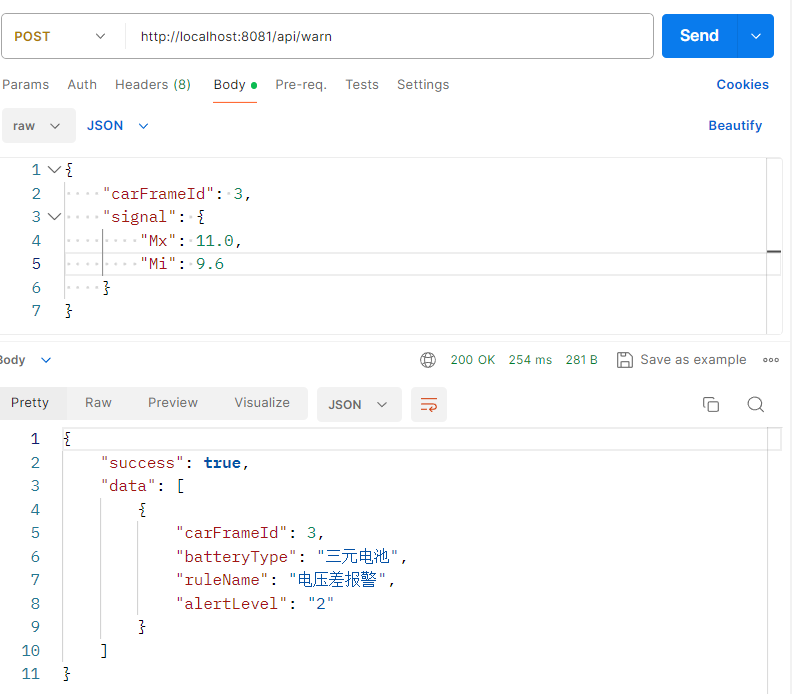 POST http://localhost:8081/api/warn Send
Params Auth Headers (8) Body Pre-req. Tests Settings Cookies
raw JSON Beautify
1 {
2 "carFrameId": 3,
3 "signal": {
4 "Mx": 11.0,
5 "Mi": 9.6
6 }
7 }
Body 200 OK 254 ms 281 B Save as example
Pretty Raw Preview Visualize JSON
1 {
2 "success": true,
3 "data": [
4 {
5 "carFrameId": 3,
6 "batteryType": "三元电池",
7 "ruleName": "电压差报警",
8 "alertLevel": "2"
9 }
10 ]
11 }